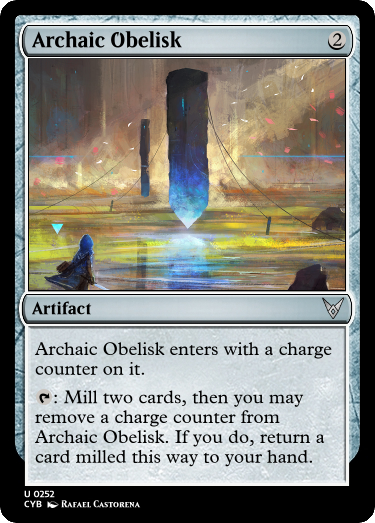 Archaic Obelisk 2
Artifact
Archaic Obelisk enters with a charge
counter on it.
: Mill two cards, then you may
remove a charge counter from
Archaic Obelisk. If you do, return a
card milled this way to your hand.
U 0252
CYB Rafael Castorena